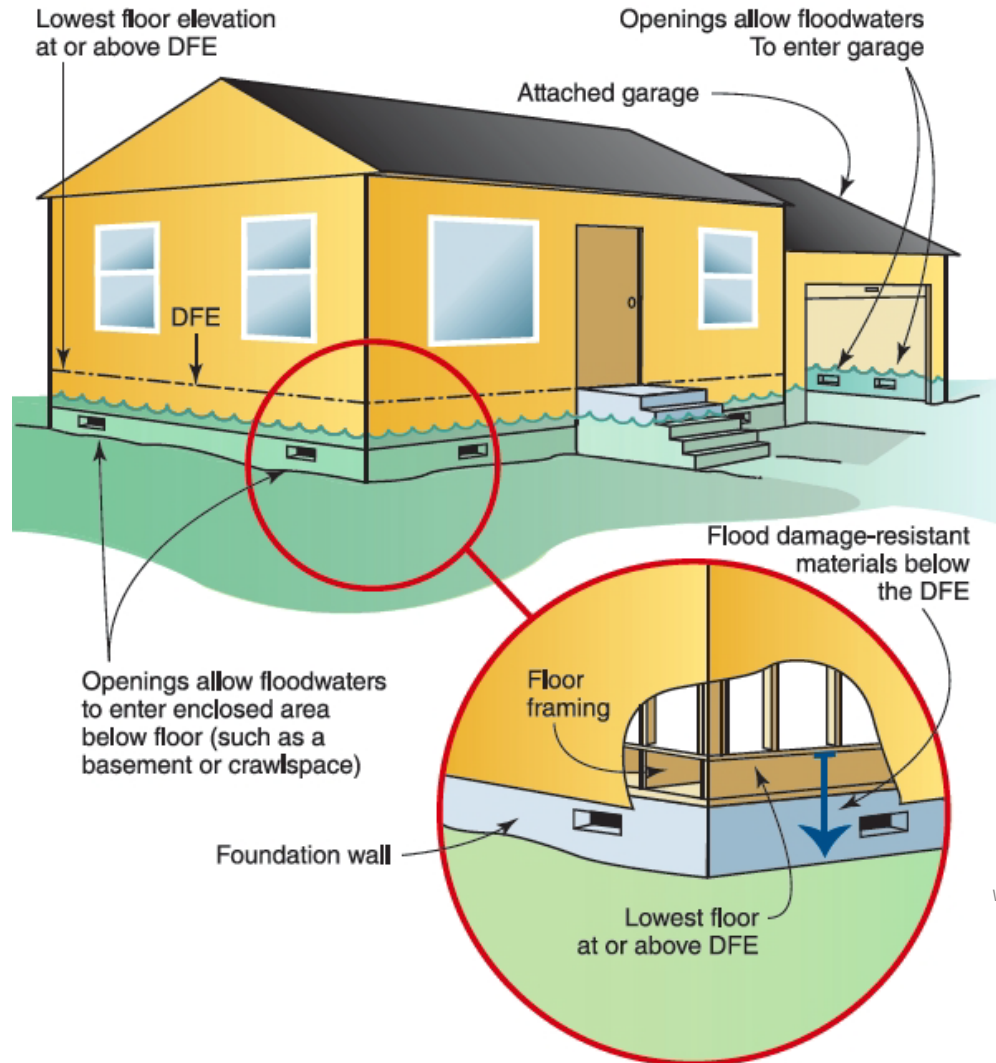 Lowest floor elevation
at or above DFE
Openings allow floodwaters
To enter garage
Attached garage
DFE
Flood damage-resistant
materials below
the DFE
Openings allow floodwaters
to enter enclosed area
below floor (such as a
basement or crawlspace)
Floor
framing
Foundation wall
Lowest floor
at or above DFE